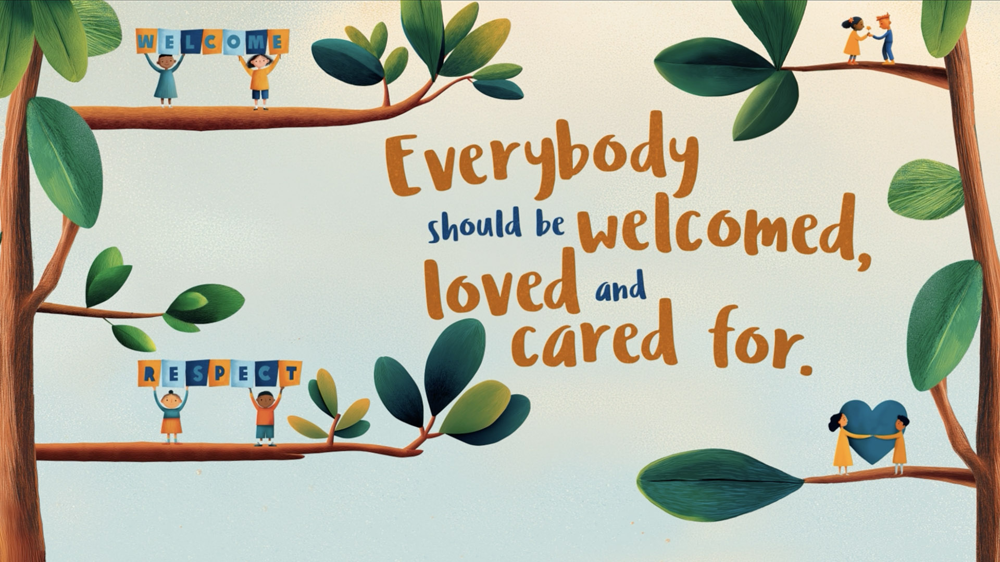 WELCOME
Everybody
should be welcomed,
loved and
cared for.
RESPECT